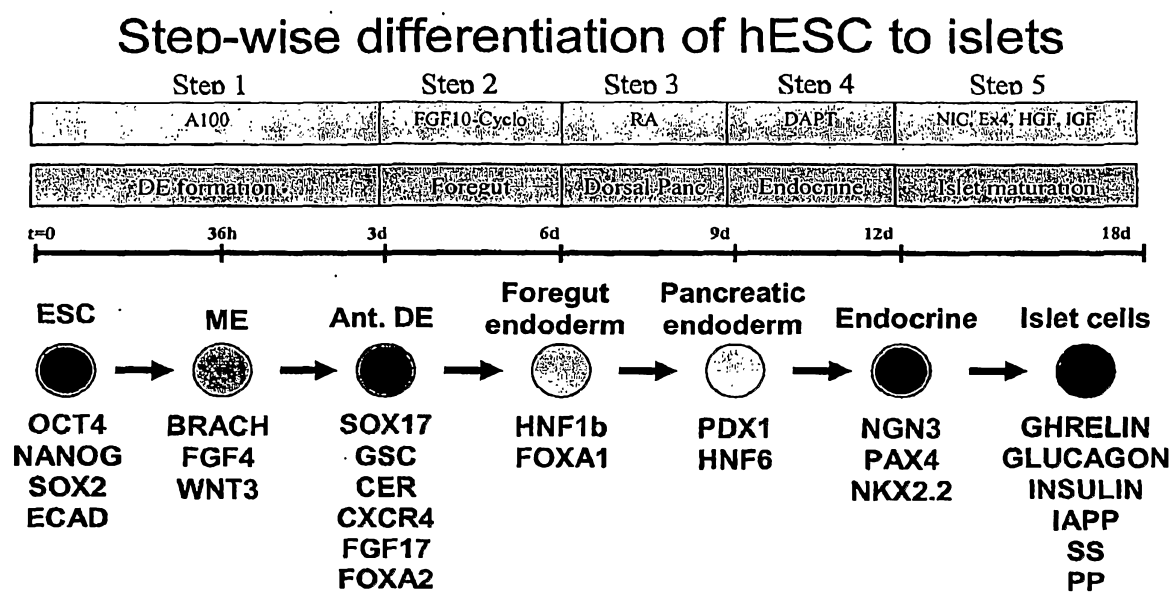 Step-wise differentiation of hESC to islets
Step 1 Step 2 Step 3 Step 4 Step 5
A100 FGF10-Cyclo RA DAPT NIC, Ex4, HGF, IGF
DE formation Foregut Dorsal Panc Endocrine Islet maturation
t=0 36h 3d 6d 9d 12d 18d
ESC ME Ant. DE Foregut endoderm Pancreatic endoderm Endocrine Islet cells
OCT4 BRACH SOX17 HNF1b PDX1 NGN3 GHRELIN
NANOG FGF4 GSC FOXA1 HNF6 PAX4 GLUCAGON
SOX2 WNT3 CER NKX2.2 INSULIN
ECAD CXCR4 IAPP
FGF17 SS
FOXA2 PP